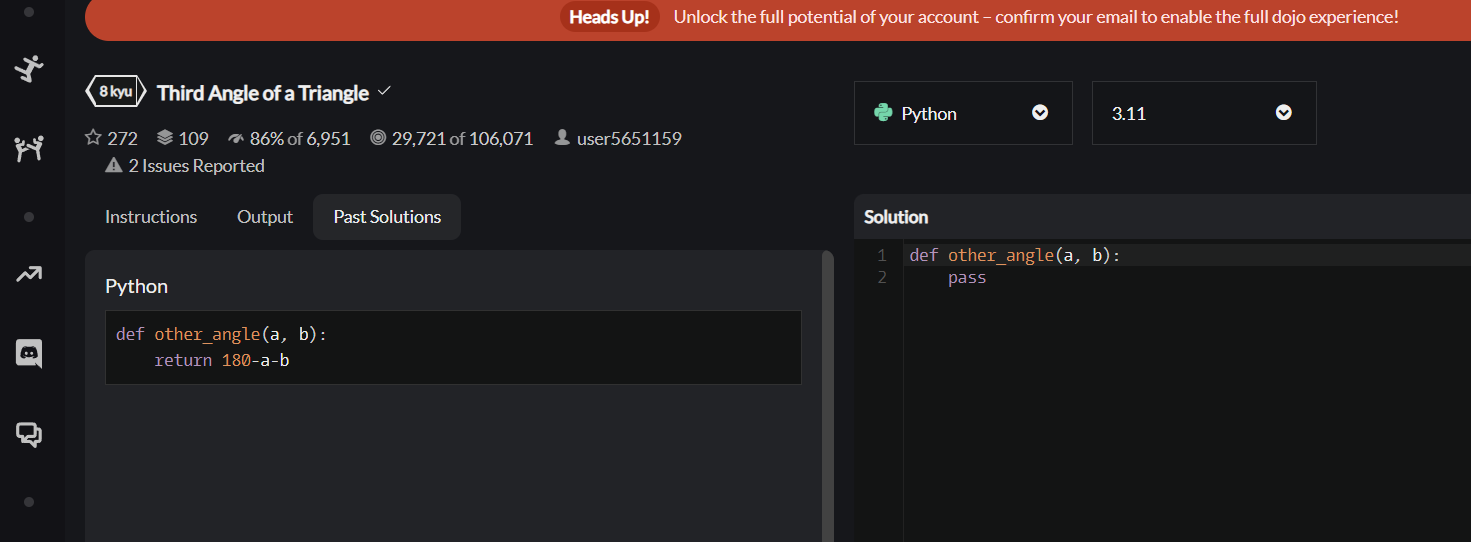 Heads Up! Unlock the full potential of your account – confirm your email to enable the full dojo experience!
8 kyu Third Angle of a Triangle
Python
3.11
272 109 86% of 6,951 29,721 of 106,071 user5651159
2 Issues Reported
Instructions Output Past Solutions
Python
def other_angle(a, b):
    return 180-a-b
Solution
1 def other_angle(a, b):
2     pass